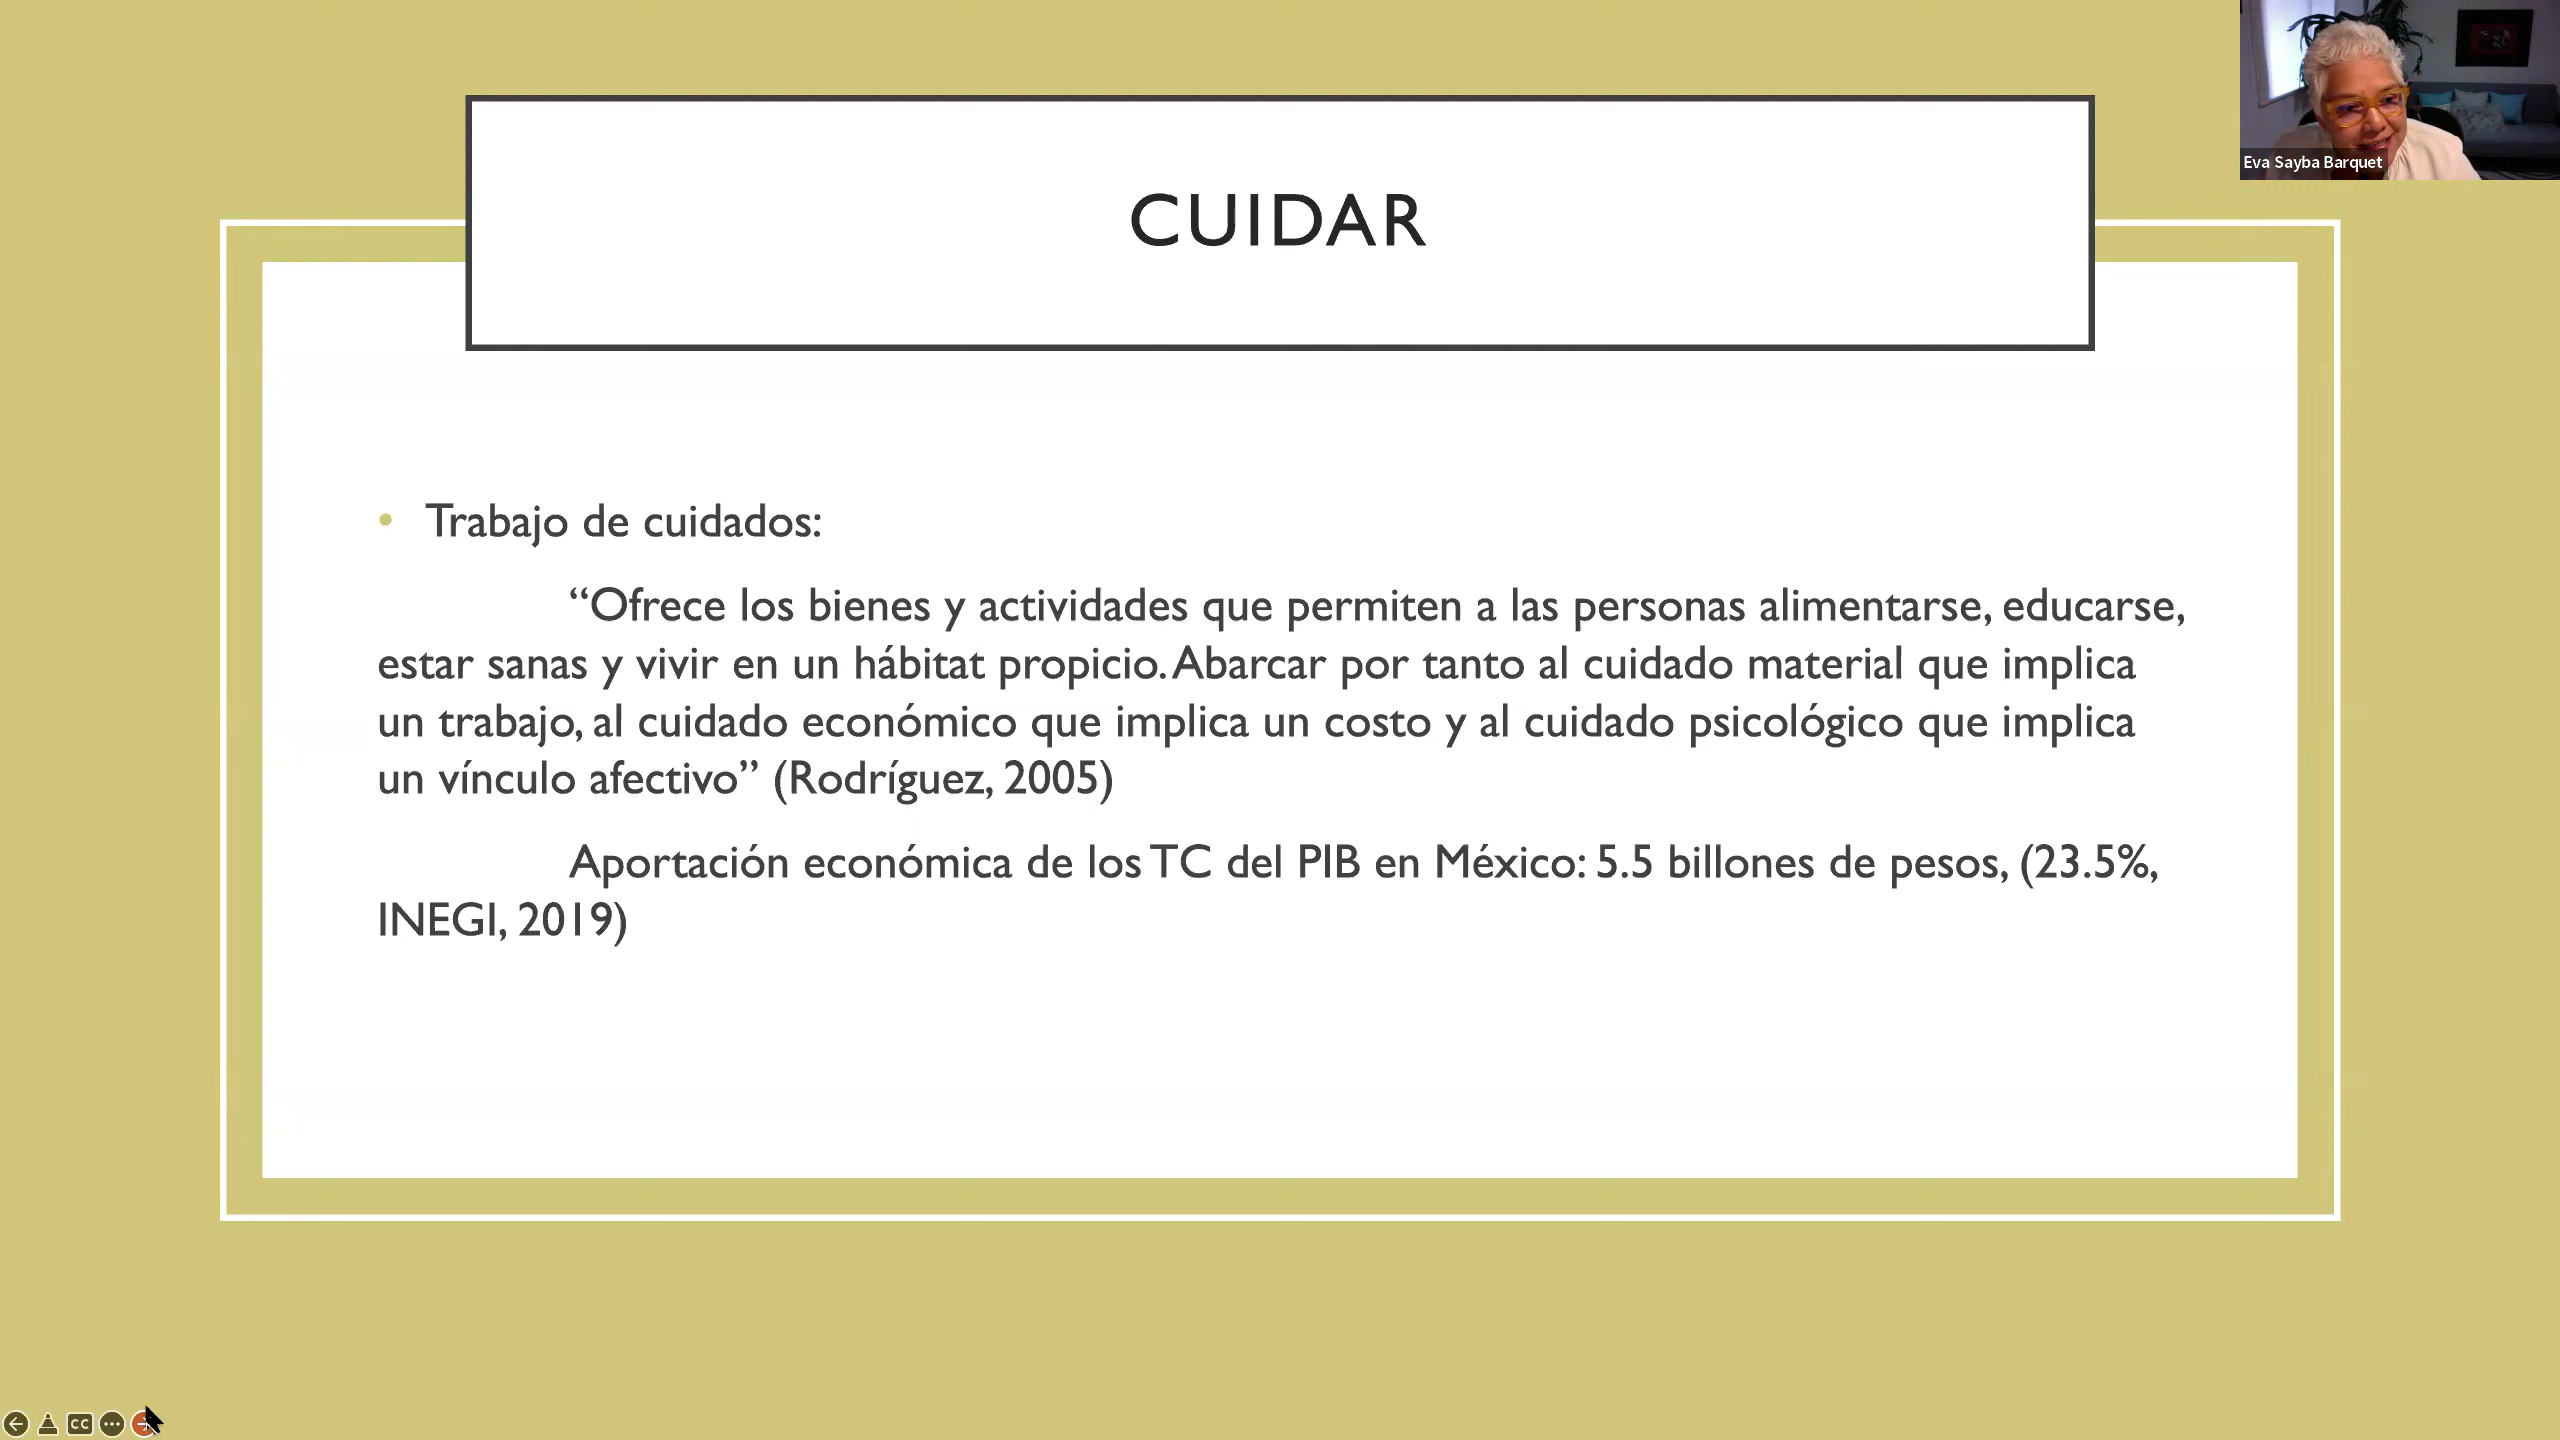 Eva Sayba Barquet
CUIDAR
• Trabajo de cuidados:
“Ofrece los bienes y actividades que permiten a las personas alimentarse, educarse,
estar sanas y vivir en un hábitat propicio. Abarcar por tanto al cuidado material que implica
un trabajo, al cuidado económico que implica un costo y al cuidado psicológico que implica
un vínculo afectivo” (Rodríguez, 2005)
Aportación económica de los TC del PIB en México: 5.5 billones de pesos, (23.5%,
INEGI, 2019)
CC